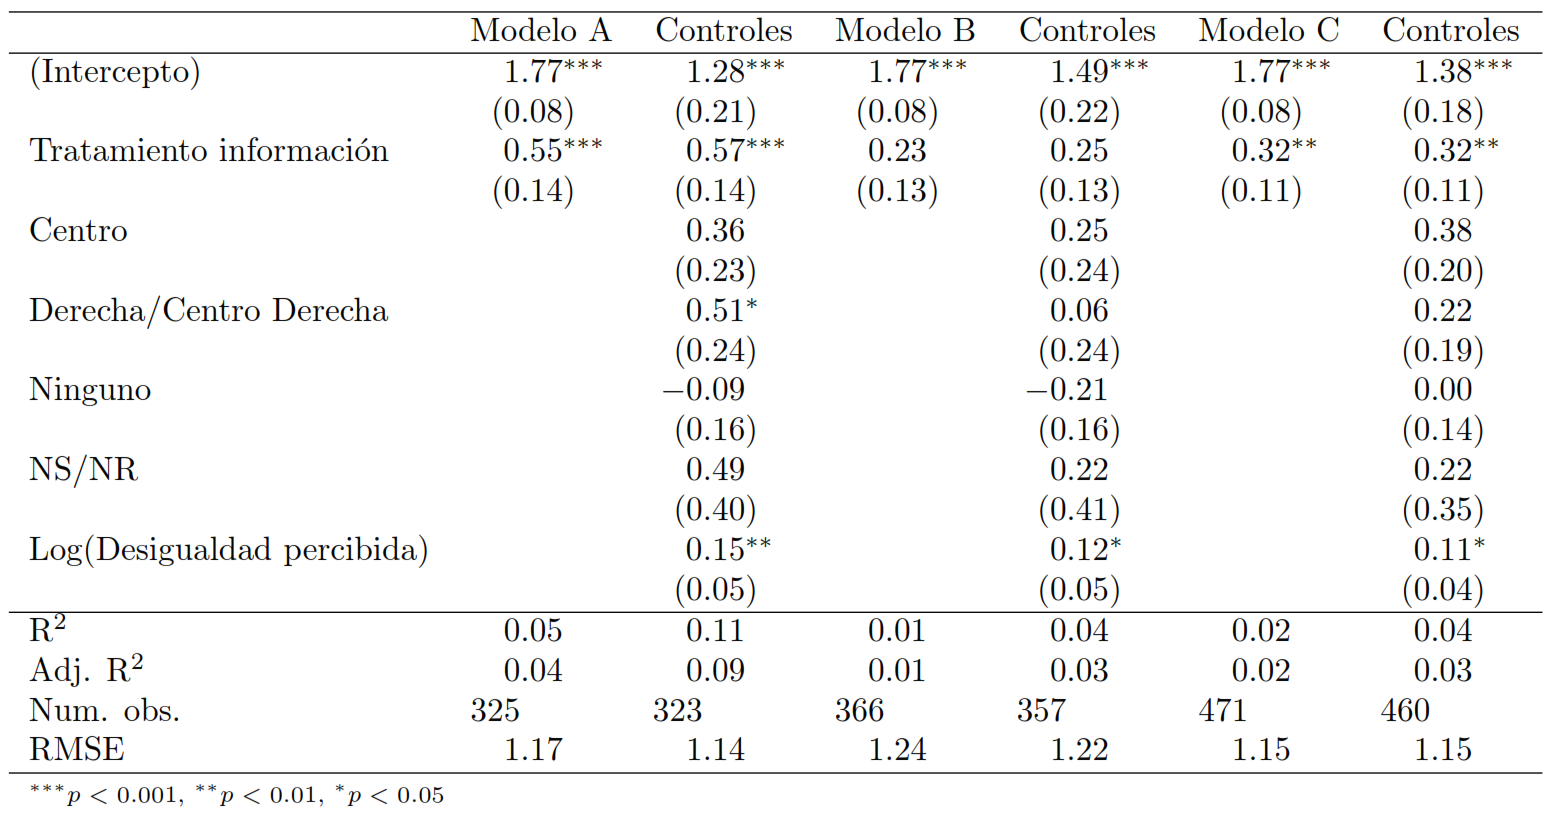 Modelo A Controles Modelo B Controles Modelo C Controles
(Intercepto) 1.77*** 1.28*** 1.77*** 1.49*** 1.77*** 1.38***
(0.08) (0.21) (0.08) (0.22) (0.08) (0.18)
Tratamiento información 0.55*** 0.57*** 0.23 0.25 0.32** 0.32**
(0.14) (0.14) (0.13) (0.13) (0.11) (0.11)
Centro 0.36 0.25 0.38
(0.23) (0.24) (0.20)
Derecha/Centro Derecha 0.51* 0.06 0.22
(0.24) (0.24) (0.19)
Ninguno −0.09 −0.21 0.00
(0.16) (0.16) (0.14)
NS/NR 0.49 0.22 0.22
(0.40) (0.41) (0.35)
Log(Desigualdad percibida) 0.15** 0.12* 0.11*
(0.05) (0.05) (0.04)
R² 0.05 0.11 0.01 0.04 0.02 0.04
Adj. R² 0.04 0.09 0.01 0.03 0.02 0.03
Num. obs. 325 323 366 357 471 460
RMSE 1.17 1.14 1.24 1.22 1.15 1.15
***p < 0.001, **p < 0.01, *p < 0.05